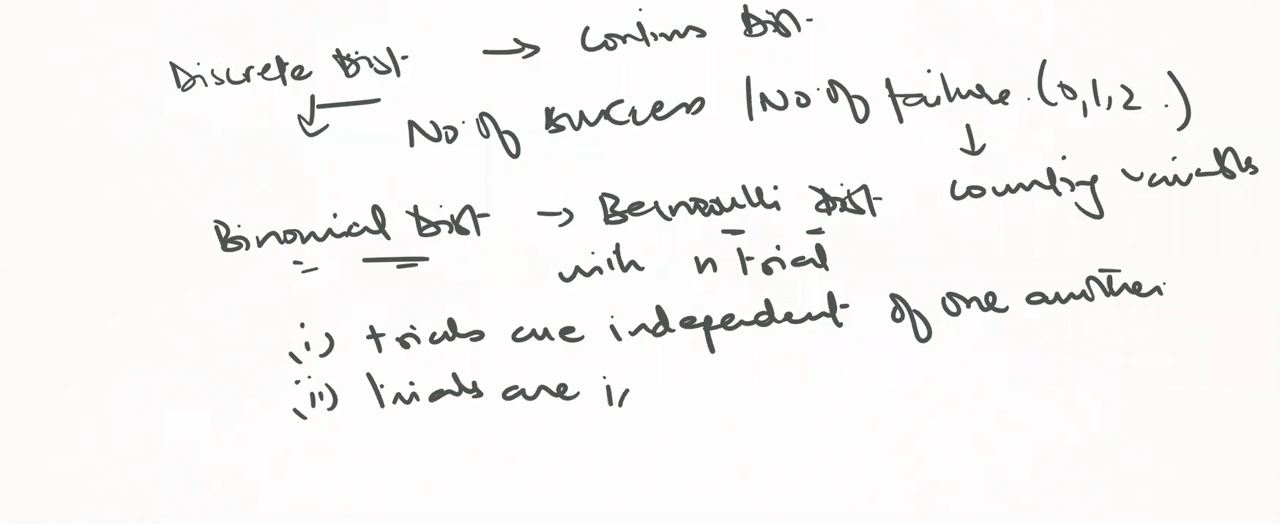 Discrete Dist → Contins Dist.
↓ No. of success / No. of failure. (0,1,2 .)
↓
Binomial Dist → Bernoulli Dist counting variables
with n trial
(i) trials are independent of one another
(ii) trials are i